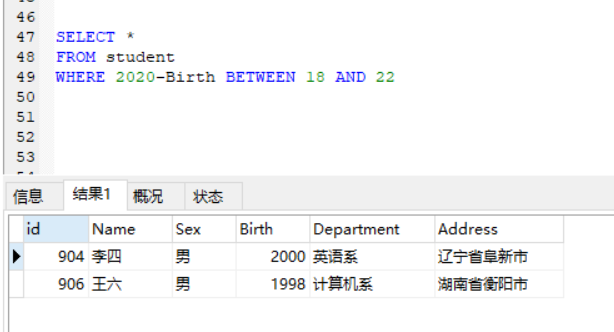 46
47 SELECT *
48 FROM student
49 WHERE 2020-Birth BETWEEN 18 AND 22
50
51
52
53
信息 结果1 概况 状态
id Name Sex Birth Department Address
904 李四 男 2000 英语系 辽宁省阜新市
906 王六 男 1998 计算机系 湖南省衡阳市